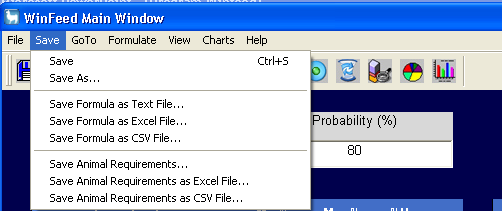 WinFeed Main Window
File Save GoTo Formulate View Charts Help
Save Ctrl+S
Save As...
Save Formula as Text File...
Save Formula as Excel File...
Save Formula as CSV File...
Save Animal Requirements...
Save Animal Requirements as Excel File...
Save Animal Requirements as CSV File...
Probability (%)
80